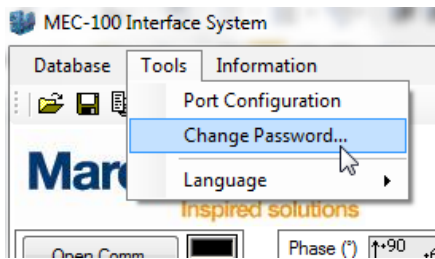 MEC-100 Interface System
Database Tools Information
Port Configuration
Change Password...
Language
Inspired solutions
Open Comm
Phase (°) +90